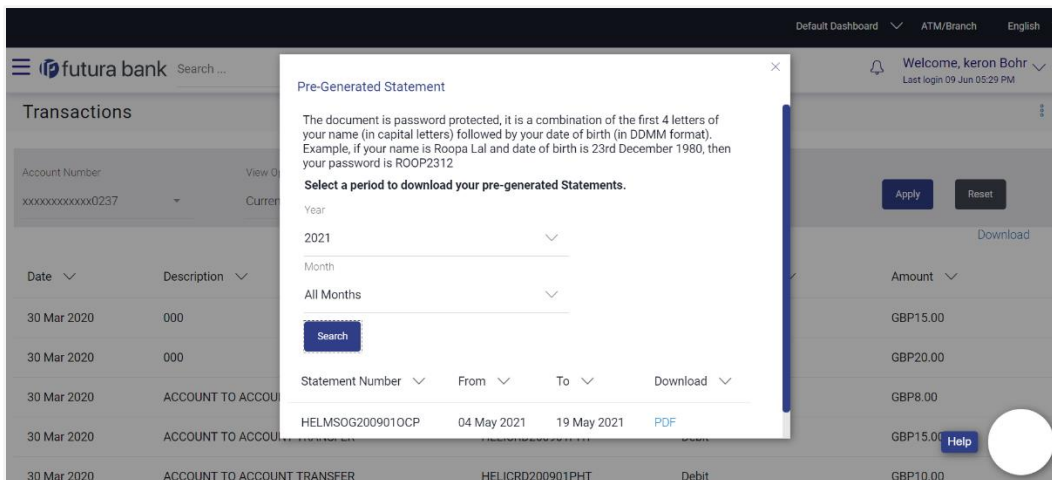 Default Dashboard ATM/Branch English
futura bank Search ... Welcome, keron Bohr
Last login 09 Jun 05:29 PM
Transactions
Pre-Generated Statement
The document is password protected, it is a combination of the first 4 letters of
your name (in capital letters) followed by your date of birth (in DDMM format).
Example, if your name is Roopa Lal and date of birth is 23rd December 1980, then
your password is ROOP2312
Select a period to download your pre-generated Statements.
Year
2021
Month
All Months
Search
Statement Number From To Download
HELMSOG200901OCP 04 May 2021 19 May 2021 PDF
Account Number View
xxxxxxxxxxxx0237
Apply Reset
Download
Date Description Amount
30 Mar 2020 000 GBP15.00
30 Mar 2020 000 GBP20.00
30 Mar 2020 ACCOUNT TO GBP8.00
30 Mar 2020 ACCOUNT TO
Help
30 Mar 2020 ACCOUNT TO ACCOUNT TRANSFER HELICRD200901PHT Debit GBP10.00